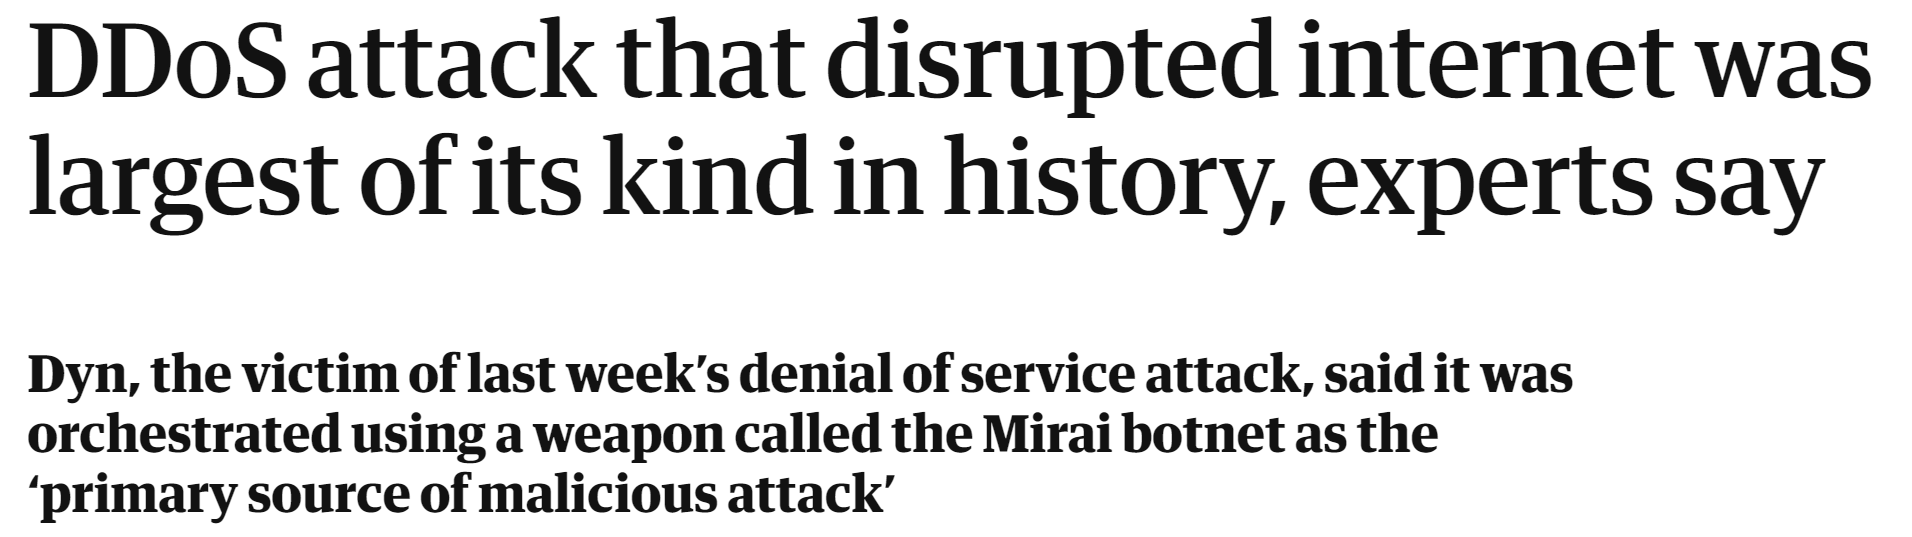 DDoS attack that disrupted internet was
largest of its kind in history, experts say
Dyn, the victim of last week’s denial of service attack, said it was
orchestrated using a weapon called the Mirai botnet as the
‘primary source of malicious attack’